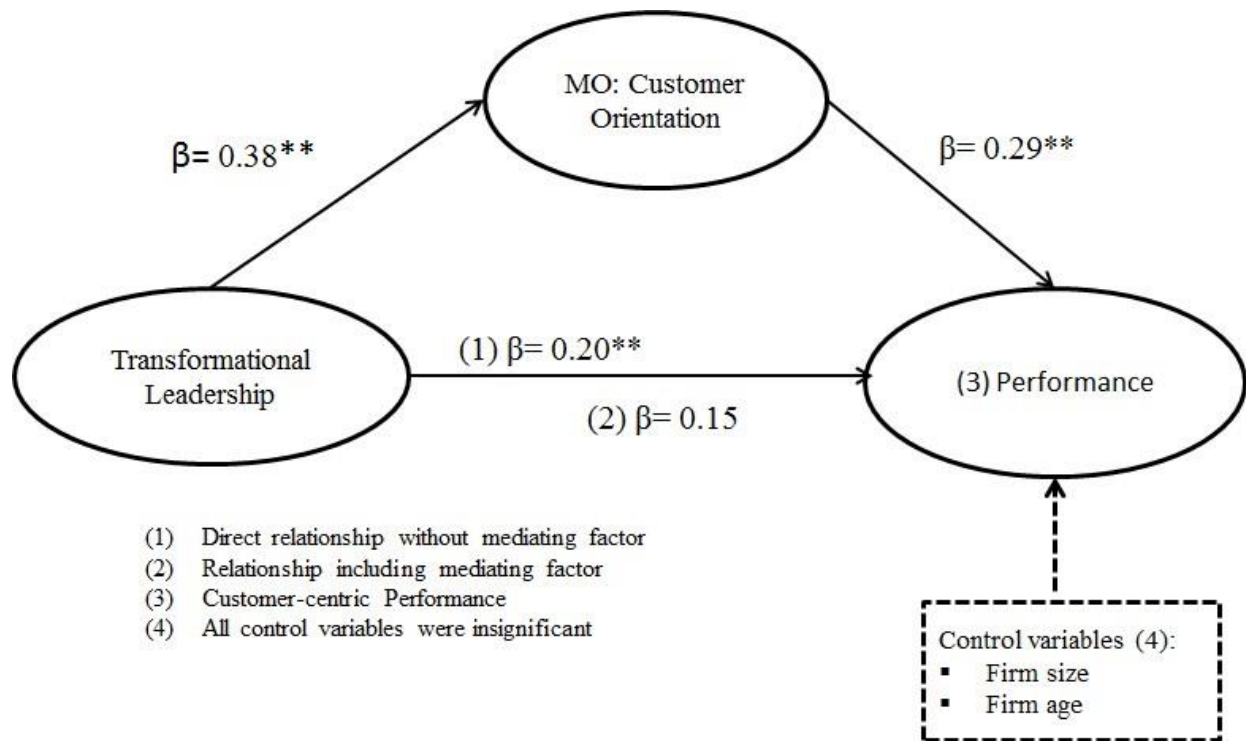 MO: Customer
Orientation
β= 0.38**
β= 0.29**
Transformational
Leadership
(1) β= 0.20**
(2) β= 0.15
(3) Performance
(1) Direct relationship without mediating factor
(2) Relationship including mediating factor
(3) Customer-centric Performance
(4) All control variables were insignificant
Control variables (4):
▪ Firm size
▪ Firm age